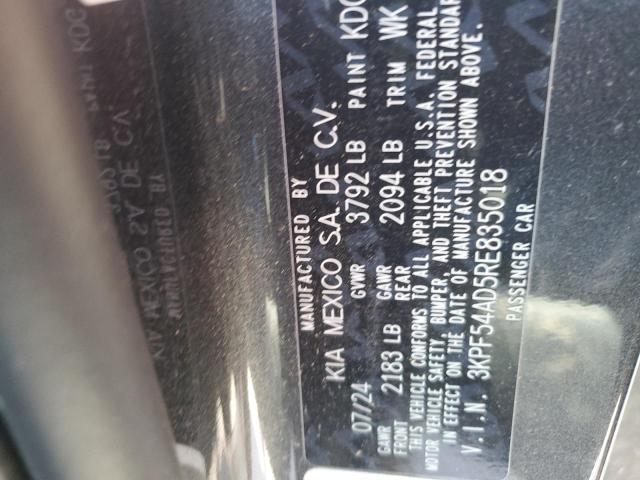 MANUFACTURED BY
KIA MEXICO S.A. DE C.V.
07/24 GVWR 3792 LB PAINT KDG
GAWR FRONT 2183 LB GAWR REAR 2094 LB TRIM WK
THIS VEHICLE CONFORMS TO ALL APPLICABLE U.S.A. FEDERAL
MOTOR VEHICLE SAFETY, BUMPER, AND THEFT PREVENTION STANDAR
IN EFFECT ON THE DATE OF MANUFACTURE SHOWN ABOVE.
V.I.N. 3KPF54AD5RE835018
PASSENGER CAR